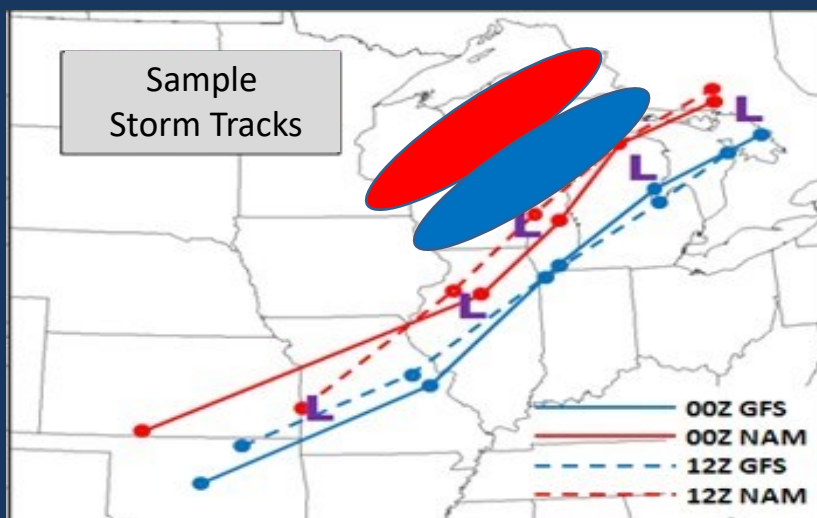 Sample
Storm Tracks
L
L
L
L
L
00Z GFS
00Z NAM
12Z GFS
12Z NAM